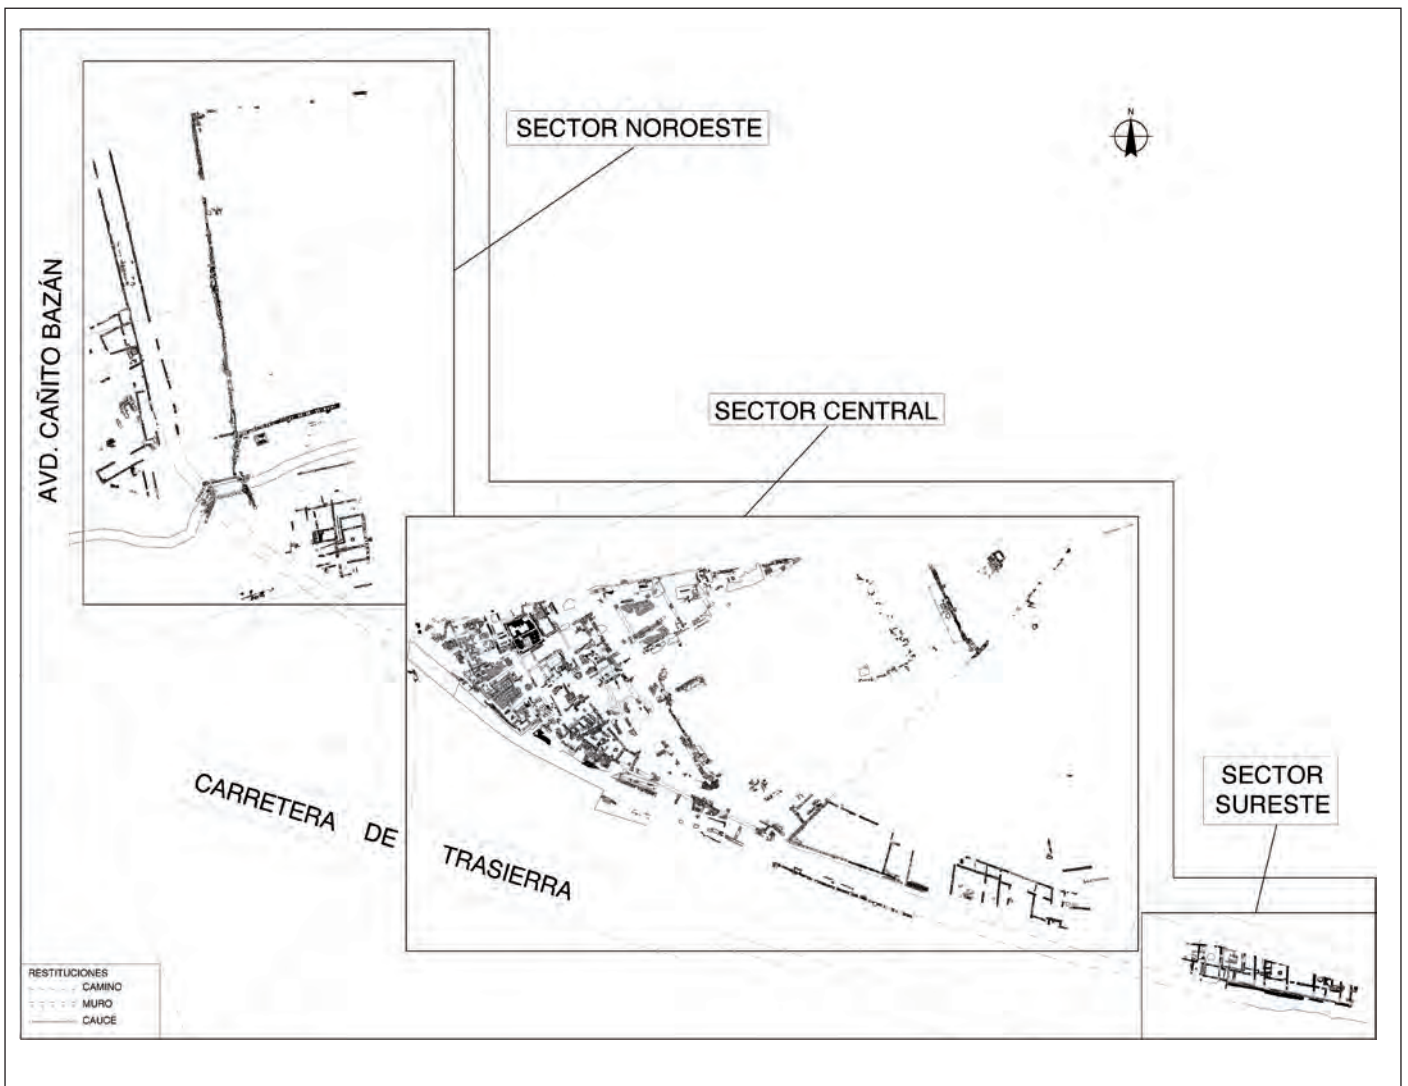 N
SECTOR NOROESTE
AVD. CAÑITO BAZÁN
SECTOR CENTRAL
SECTOR
SURESTE
CARRETERA DE TRASIERRA
RESTITUCIONES
CAMINO
MURO
CAUCE